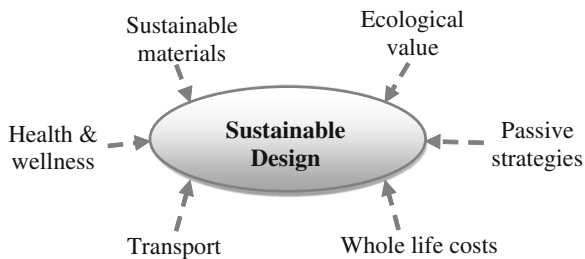 Sustainable
materials
Ecological
value
Health &
wellness
Sustainable
Design
Passive
strategies
Transport
Whole life costs